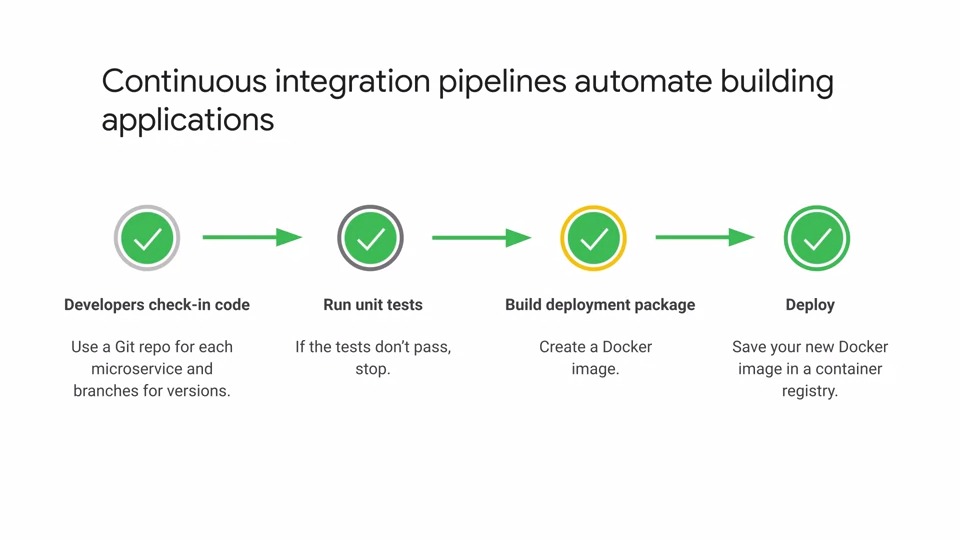 Continuous integration pipelines automate building
applications
Developers check-in code
Use a Git repo for each
microservice and
branches for versions.
Run unit tests
If the tests don’t pass,
stop.
Build deployment package
Create a Docker
image.
Deploy
Save your new Docker
image in a container
registry.